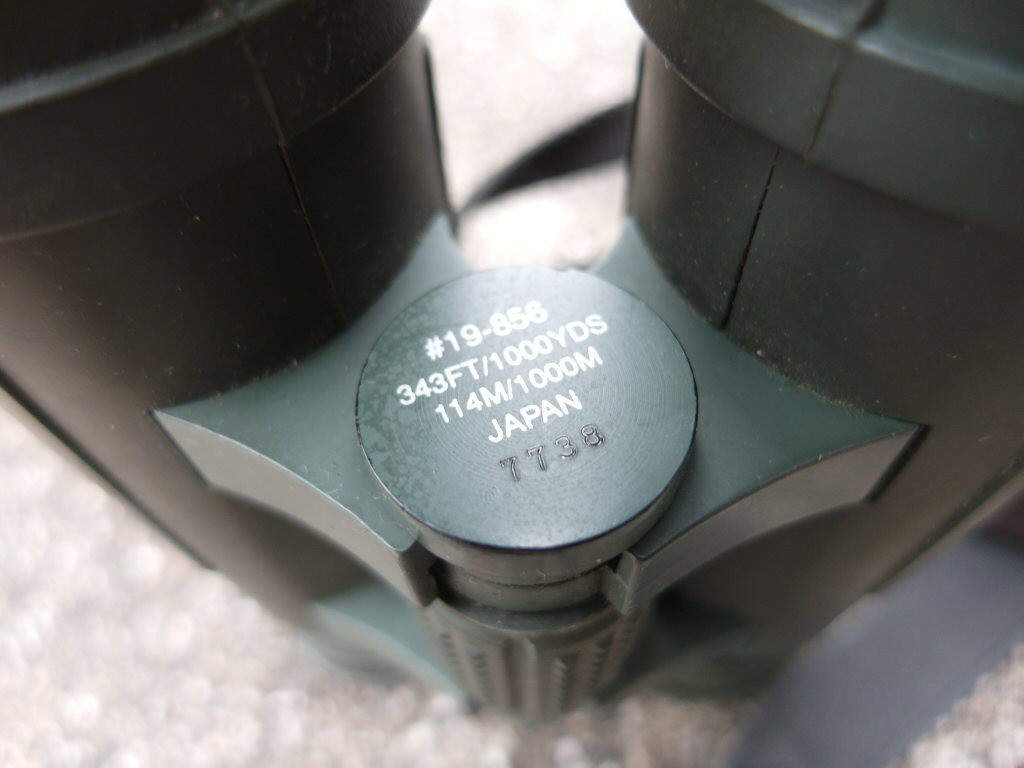 #19-856
343FT/1000YDS
114M/1000M
JAPAN
7738